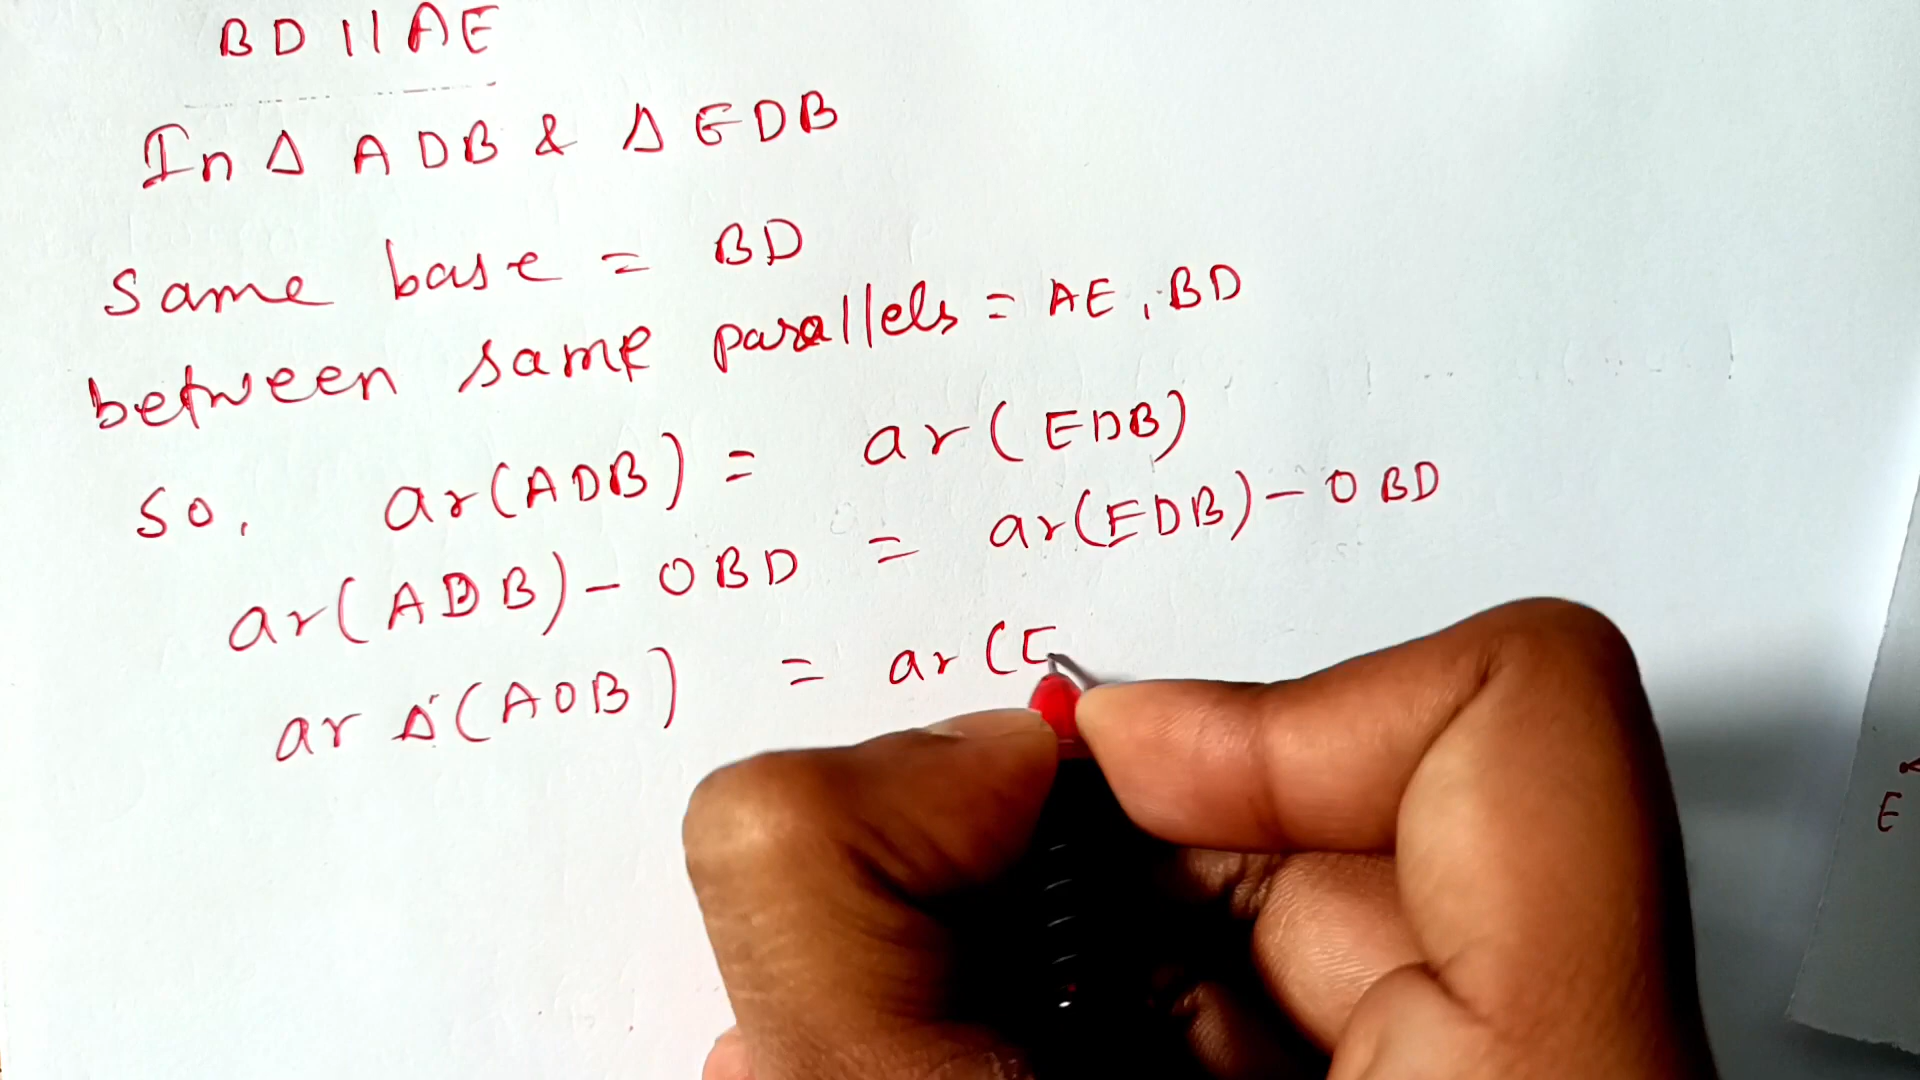 BD || AE
In Δ ADB & Δ EDB
Same base = BD
between same parallels = AE, BD
So, ar(ADB) = ar(EDB)
ar(ADB) - OBD = ar(EDB) - OBD
ar Δ(AOB) = ar(E
E